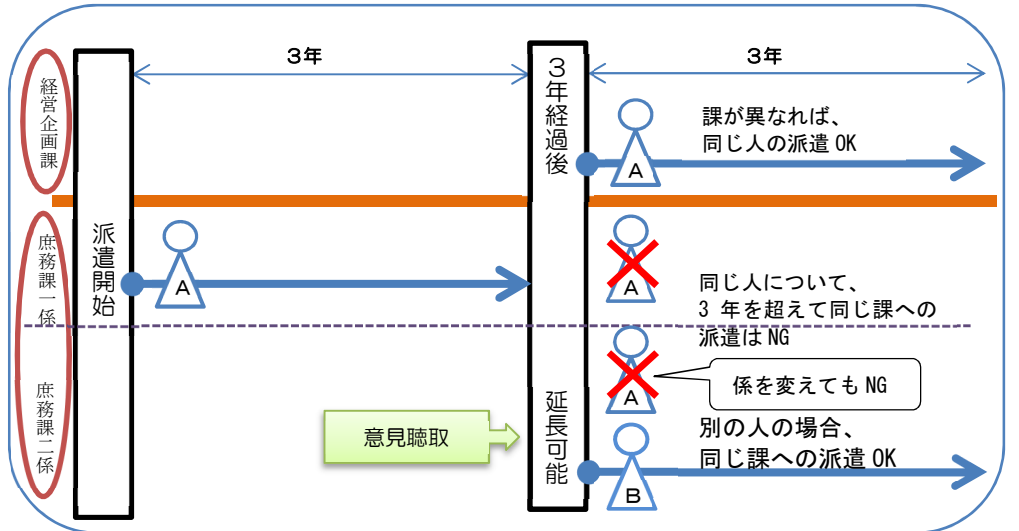 3年
3年
経営企画課
派遣開始
3年経過後
A
課が異なれば、
同じ人の派遣 OK
庶務課一係
A
A
同じ人について、
3 年を超えて同じ課への
派遣は NG
庶務課二係
A
係を変えても NG
意見聴取
延長可能
B
別の人の場合、
同じ課への派遣 OK